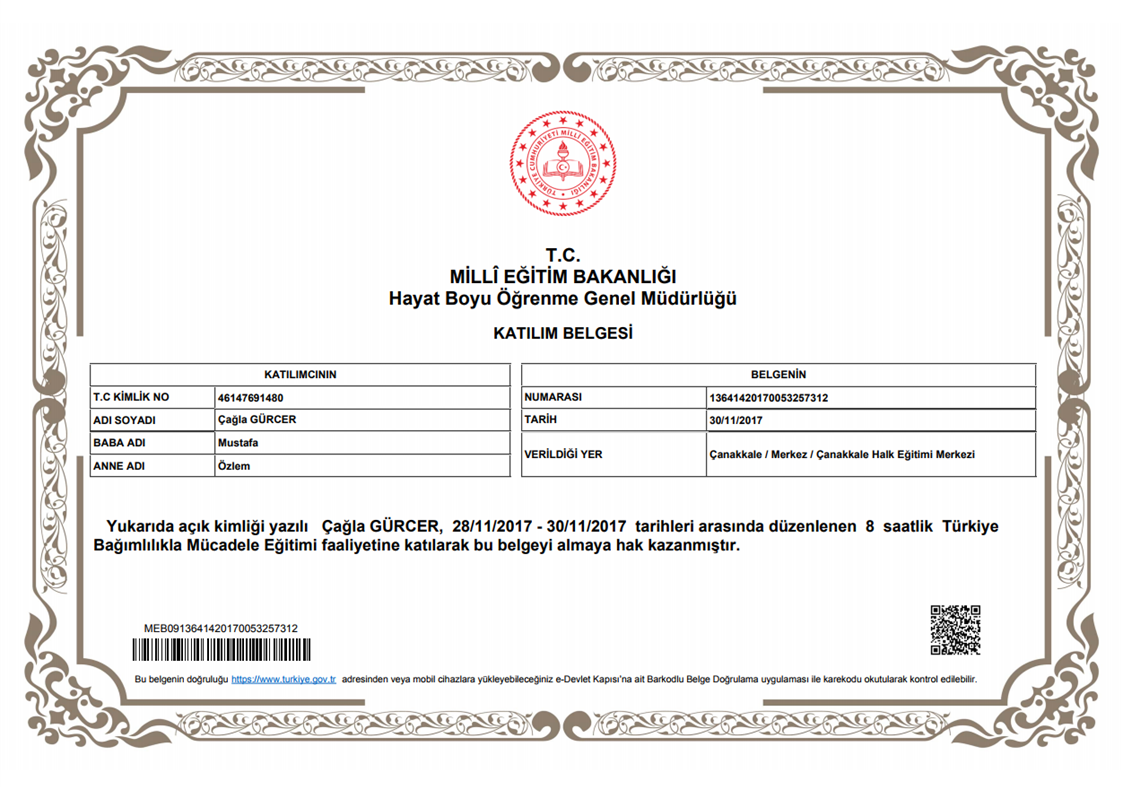 TÜRKİYE CUMHURİYETİ MİLLİ EĞİTİM BAKANLIĞI
T.C.
MİLLÎ EĞİTİM BAKANLIĞI
Hayat Boyu Öğrenme Genel Müdürlüğü
KATILIM BELGESİ
KATILIMCININ
T.C KİMLİK NO 46147691480
ADI SOYADI Çağla GÜRCER
BABA ADI Mustafa
ANNE ADI Özlem
BELGENİN
NUMARASI 13641420170053257312
TARİH 30/11/2017
VERİLDİĞİ YER Çanakkale / Merkez / Çanakkale Halk Eğitimi Merkezi
Yukarıda açık kimliği yazılı Çağla GÜRCER, 28/11/2017 - 30/11/2017 tarihleri arasında düzenlenen 8 saatlik Türkiye
Bağımlılıkla Mücadele Eğitimi faaliyetine katılarak bu belgeyi almaya hak kazanmıştır.
MEB0913641420170053257312
Bu belgenin doğruluğu https://www.turkiye.gov.tr adresinden veya mobil cihazlara yükleyebileceğiniz e-Devlet Kapısı'na ait Barkodlu Belge Doğrulama uygulaması ile karekodu okutularak kontrol edilebilir.